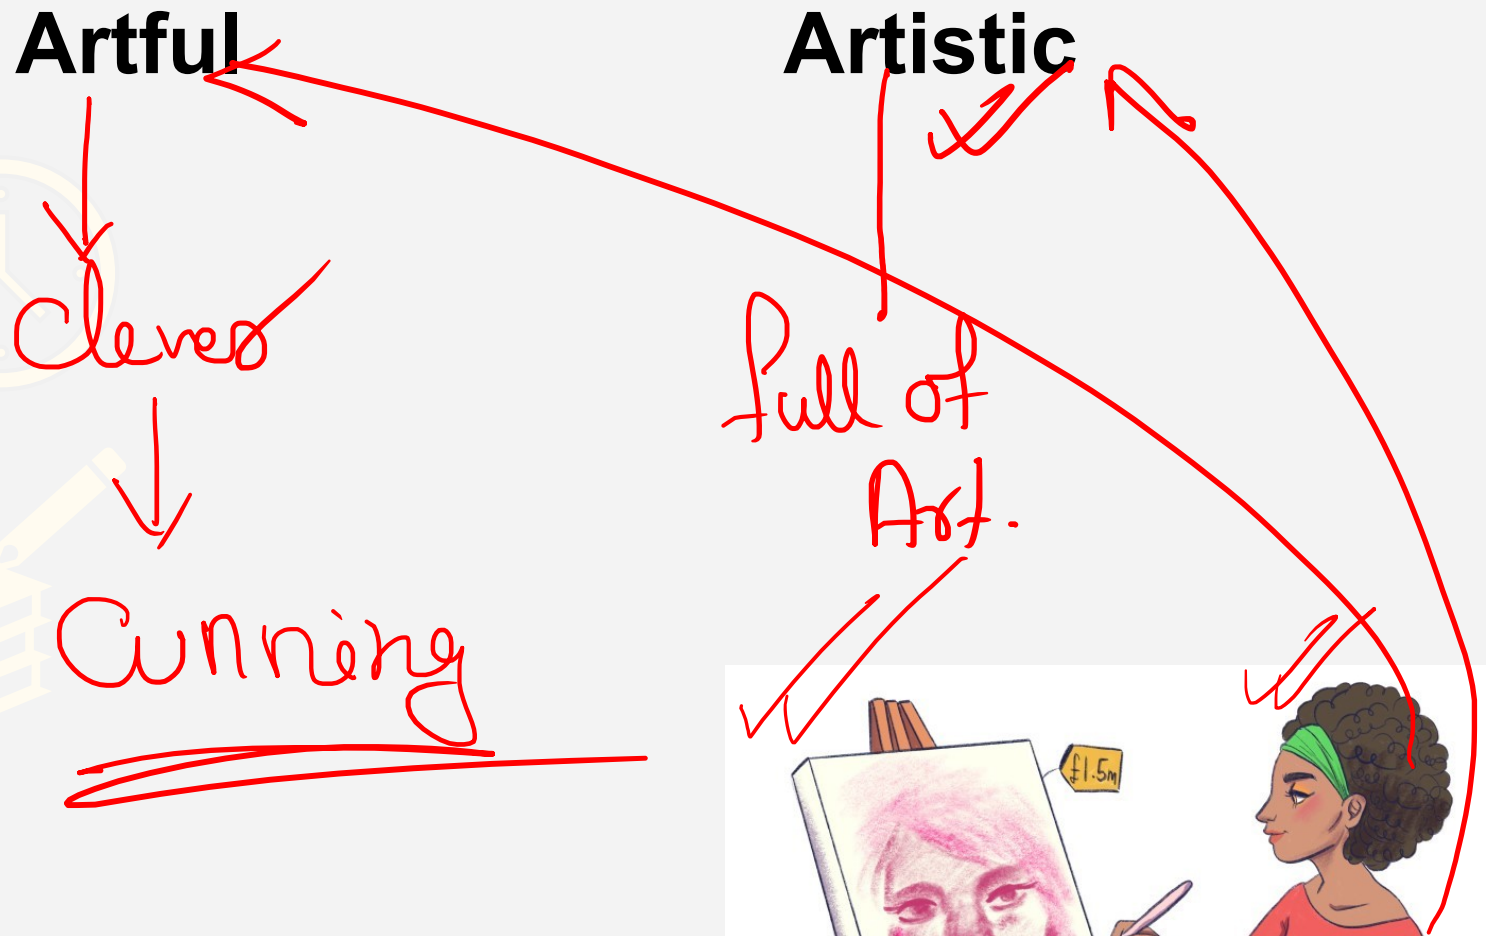 Artful
Artistic
Clever
full of
Art.
Cunning
£1.5m